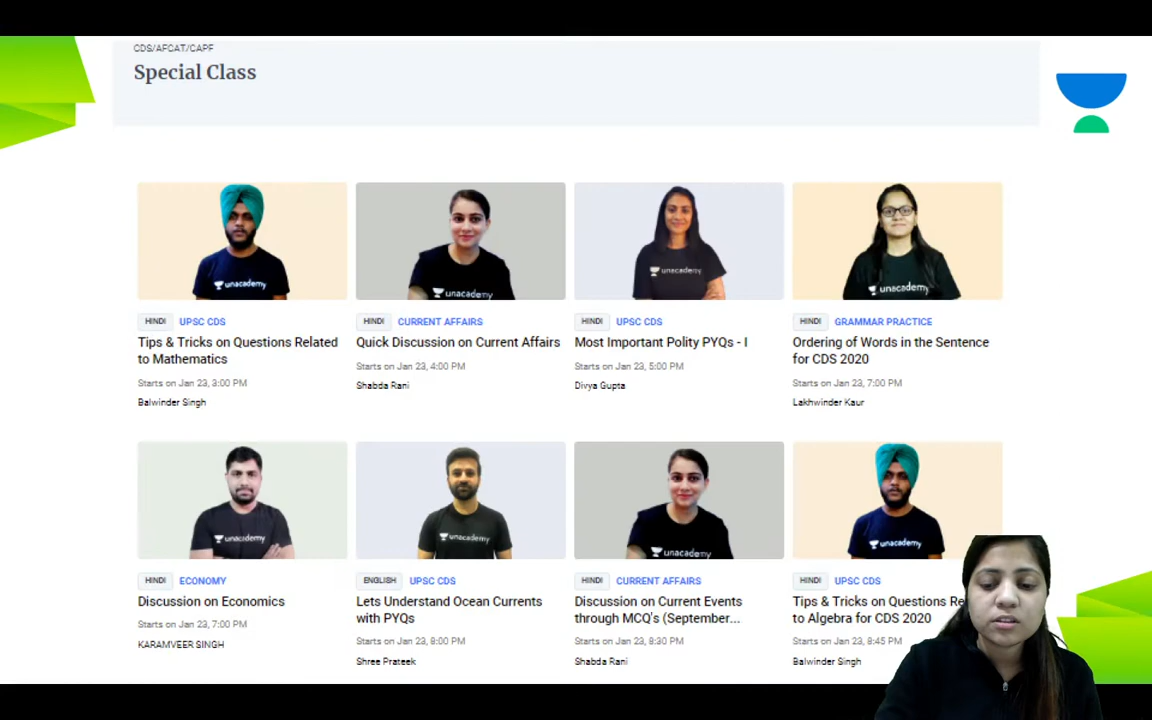 CDS/AFCAT/CAPF
Special Class
unacademy
unacademy
unacademy
unacademy
HINDI UPSC CDS
Tips & Tricks on Questions Related
to Mathematics
Starts on Jan 23, 3:00 PM
Balwinder Singh
HINDI CURRENT AFFAIRS
Quick Discussion on Current Affairs
Starts on Jan 23, 4:00 PM
Shabda Rani
HINDI UPSC CDS
Most Important Polity PYQs - I
Starts on Jan 23, 5:00 PM
Divya Gupta
HINDI GRAMMAR PRACTICE
Ordering of Words in the Sentence
for CDS 2020
Starts on Jan 23, 7:00 PM
Lakhwinder Kaur
unacademy
unacademy
unacademy
unacademy
HINDI ECONOMY
Discussion on Economics
Starts on Jan 23, 7:00 PM
KARAMVEER SINGH
ENGLISH UPSC CDS
Lets Understand Ocean Currents
with PYQs
Starts on Jan 23, 8:00 PM
Shree Prateek
HINDI CURRENT AFFAIRS
Discussion on Current Events
through MCQ's (September...
Starts on Jan 23, 8:30 PM
Shabda Rani
HINDI UPSC CDS
Tips & Tricks on Questions Re
to Algebra for CDS 2020
Starts on Jan 23, 8:45 PM
Balwinder Singh